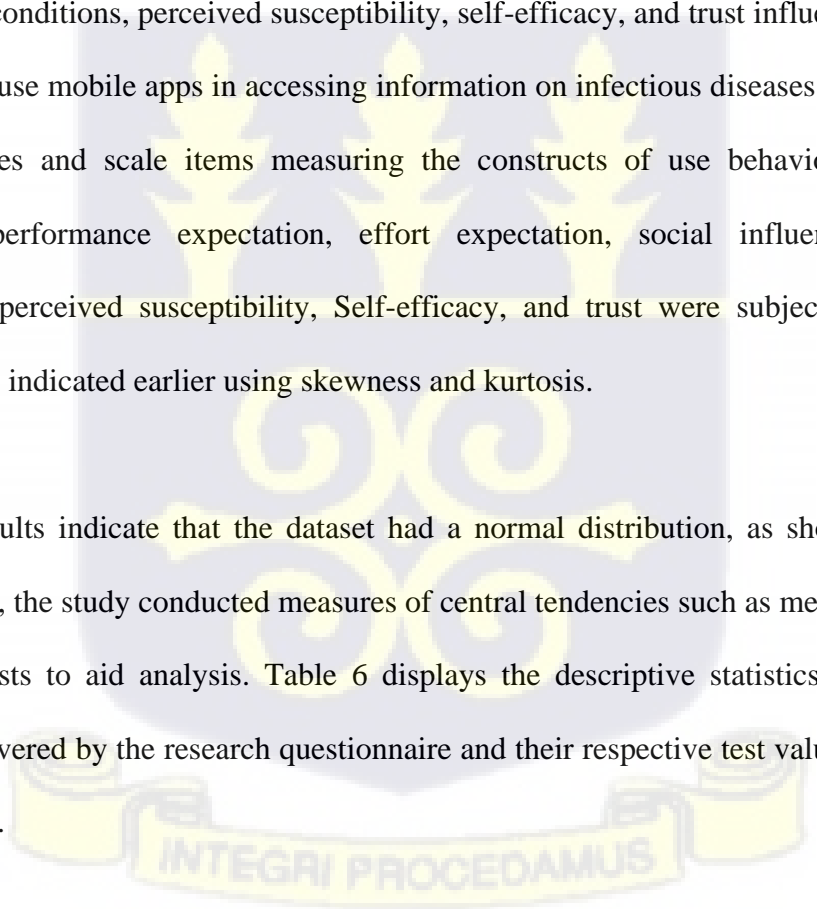 conditions, perceived susceptibility, self-efficacy, and trust influe
use mobile apps in accessing information on infectious diseases
es and scale items measuring the constructs of use behavio
performance expectation, effort expectation, social influe
perceived susceptibility, Self-efficacy, and trust were subjec
indicated earlier using skewness and kurtosis.
ults indicate that the dataset had a normal distribution, as sho
, the study conducted measures of central tendencies such as me
sts to aid analysis. Table 6 displays the descriptive statistics
vered by the research questionnaire and their respective test valu
.
INTEGRI PROCEDAMUS